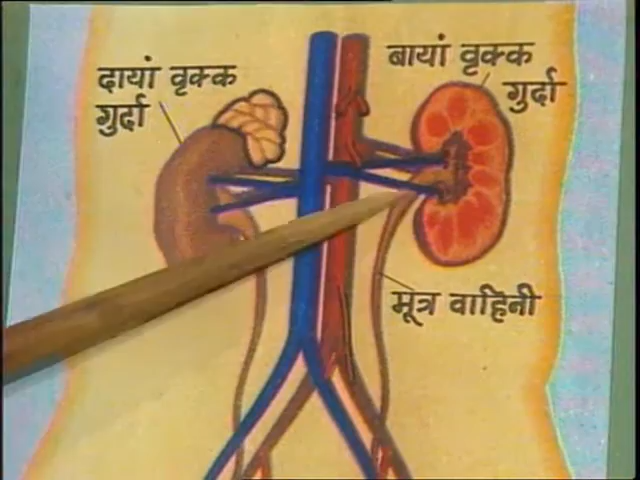 दायां वृक्क
गुर्दा
बायां वृक्क
गुर्दा
मूत्र वाहिनी